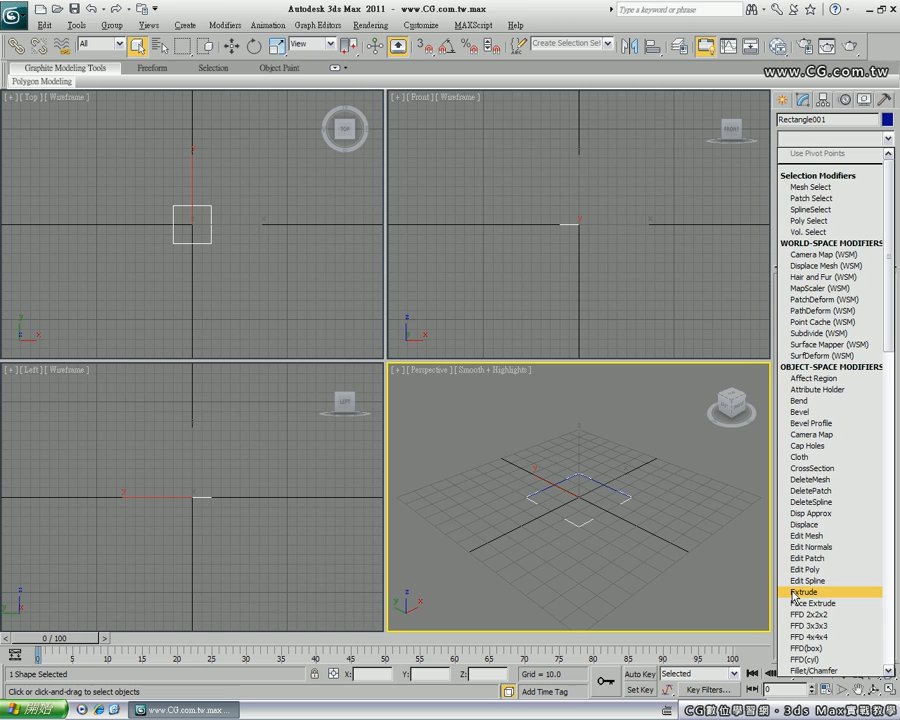 Autodesk 3ds Max 2011 - www.CG.com.tw.max
Type a keyword or phrase
Edit Tools Group Views Create Modifiers Animation Graph Editors Rendering Customize MAXScript Help
All View 3 Create Selection Set
Graphite Modeling Tools Freeform Selection Object Paint
Polygon Modeling
www.CG.com.tw
[ + ] [ Top ] [ Wireframe ]
TOP
[ + ] [ Front ] [ Wireframe ]
FRONT
[ + ] [ Left ] [ Wireframe ]
LEFT
[ + ] [ Perspective ] [ Smooth + Highlights ]
Rectangle001
Use Pivot Points
Selection Modifiers
Mesh Select
Patch Select
SplineSelect
Poly Select
Vol. Select
WORLD-SPACE MODIFIERS
Camera Map (WSM)
Displace Mesh (WSM)
Hair and Fur (WSM)
MapScaler (WSM)
PatchDeform (WSM)
PathDeform (WSM)
Point Cache (WSM)
Subdivide (WSM)
Surface Mapper (WSM)
SurfDeform (WSM)
OBJECT-SPACE MODIFIERS
Affect Region
Attribute Holder
Bend
Bevel
Bevel Profile
Camera Map
Cap Holes
Cloth
CrossSection
DeleteMesh
DeletePatch
DeleteSpline
Disp Approx
Displace
Edit Mesh
Edit Normals
Edit Patch
Edit Poly
Edit Spline
Extrude
Face Extrude
FFD 2x2x2
FFD 3x3x3
FFD 4x4x4
FFD(box)
FFD(cyl)
Fillet/Chamfer
< 0 / 100 >
0 5 10 15 20 25 30 35 40 45 50 55 60 65 70 75 80 85 90 95 100
1 Shape Selected X: Y: Z: Grid = 10.0 Auto Key Selected
Click or click-and-drag to select objects Add Time Tag Set Key Key Filters... 0
開始 www.CG.com.tw.max ... CG數位學習網・3ds Max實戰教學